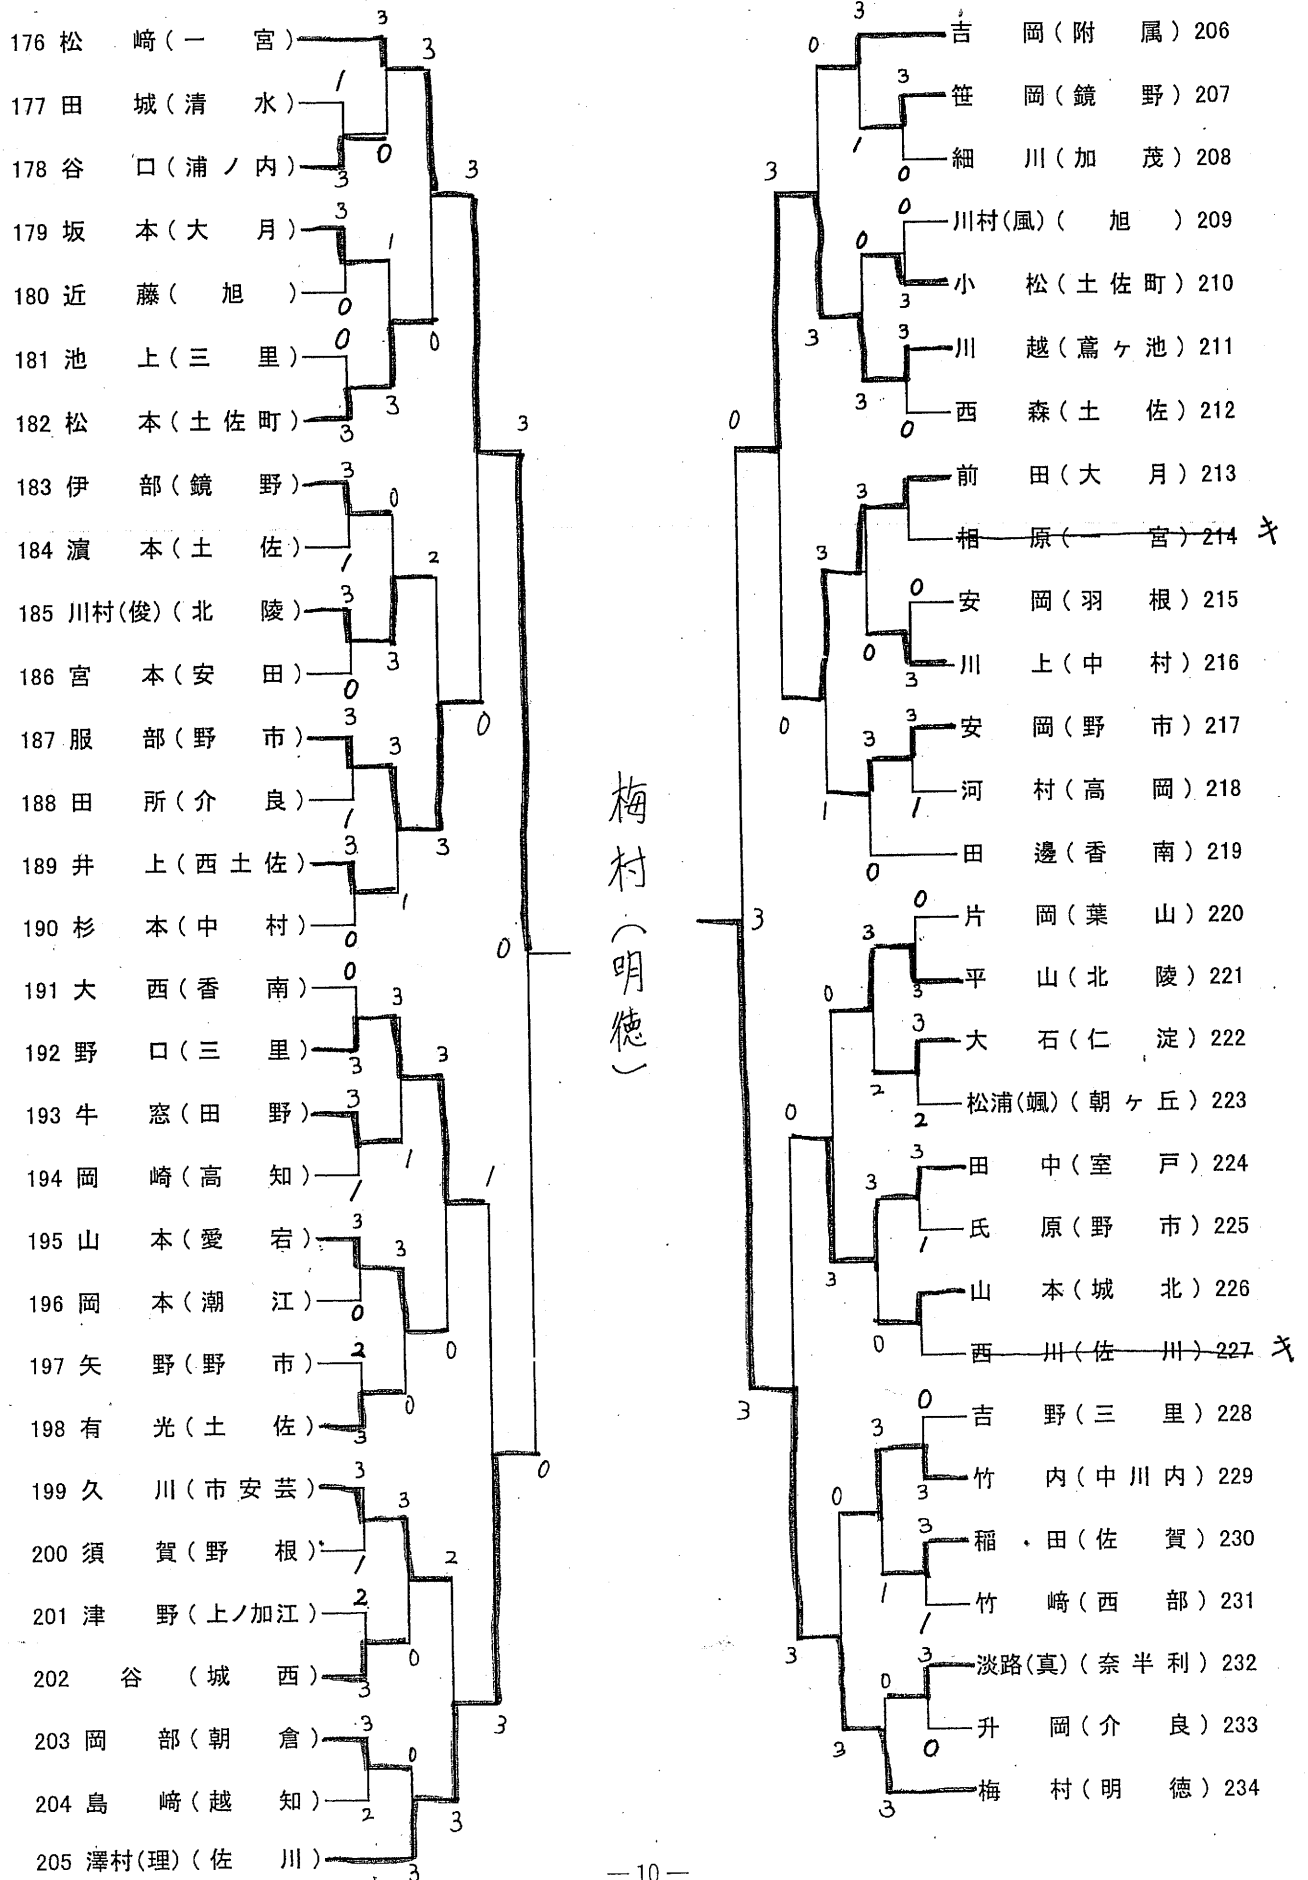 176 松 﨑 ( 一 宮 )
177 田 城 ( 清 水 )
178 谷 口 ( 浦 ノ 内 )
179 坂 本 ( 大 月 )
180 近 藤 ( 旭 )
181 池 上 ( 三 里 )
182 松 本 ( 土 佐 町 )
183 伊 部 ( 鏡 野 )
184 濵 本 ( 土 佐 )
185 川村(俊) ( 北 陵 )
186 宮 本 ( 安 田 )
187 服 部 ( 野 市 )
188 田 所 ( 介 良 )
189 井 上 ( 西 土 佐 )
190 杉 本 ( 中 村 )
191 大 西 ( 香 南 )
192 野 口 ( 三 里 )
193 牛 窓 ( 田 野 )
194 岡 崎 ( 高 知 )
195 山 本 ( 愛 宕 )
196 岡 本 ( 潮 江 )
197 矢 野 ( 野 市 )
198 有 光 ( 土 佐 )
199 久 川 ( 市 安 芸 )
200 須 賀 ( 野 根 )
201 津 野 ( 上ノ加江 )
202 谷 ( 城 西 )
203 岡 部 ( 朝 倉 )
204 島 﨑 ( 越 知 )
205 澤村(理) ( 佐 川 )
梅村(明徳)
吉 岡 ( 附 属 ) 206
笹 岡 ( 鏡 野 ) 207
細 川 ( 加 茂 ) 208
川村(風) ( 旭 ) 209
小 松 ( 土 佐 町 ) 210
川 越 ( 鳶 ヶ 池 ) 211
西 森 ( 土 佐 ) 212
前 田 ( 大 月 ) 213
相 原 ( 一 宮 ) 214 キ
安 岡 ( 羽 根 ) 215
川 上 ( 中 村 ) 216
安 岡 ( 野 市 ) 217
河 村 ( 高 岡 ) 218
田 邊 ( 香 南 ) 219
片 岡 ( 葉 山 ) 220
平 山 ( 北 陵 ) 221
大 石 ( 仁 淀 ) 222
松浦(颯) ( 朝 ヶ 丘 ) 223
田 中 ( 室 戸 ) 224
氏 原 ( 野 市 ) 225
山 本 ( 城 北 ) 226
西 川 ( 佐 川 ) 227 キ
吉 野 ( 三 里 ) 228
竹 内 ( 中 川 内 ) 229
稲 田 ( 佐 賀 ) 230
竹 﨑 ( 西 部 ) 231
淡路(真) ( 奈 半 利 ) 232
升 岡 ( 介 良 ) 233
梅 村 ( 明 徳 ) 234
— 10 —